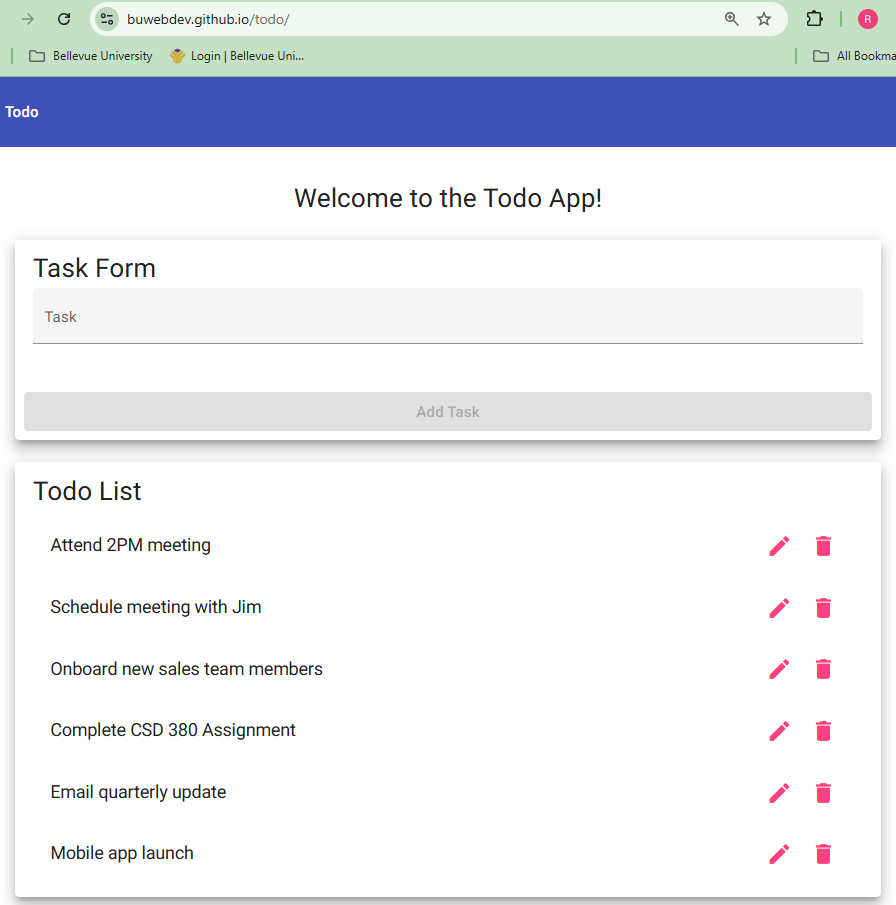 buwebdev.github.io/todo/
R
Bellevue University
Login | Bellevue Uni...
All Bookma
Todo
Welcome to the Todo App!
Task Form
Task
Add Task
Todo List
Attend 2PM meeting
Schedule meeting with Jim
Onboard new sales team members
Complete CSD 380 Assignment
Email quarterly update
Mobile app launch